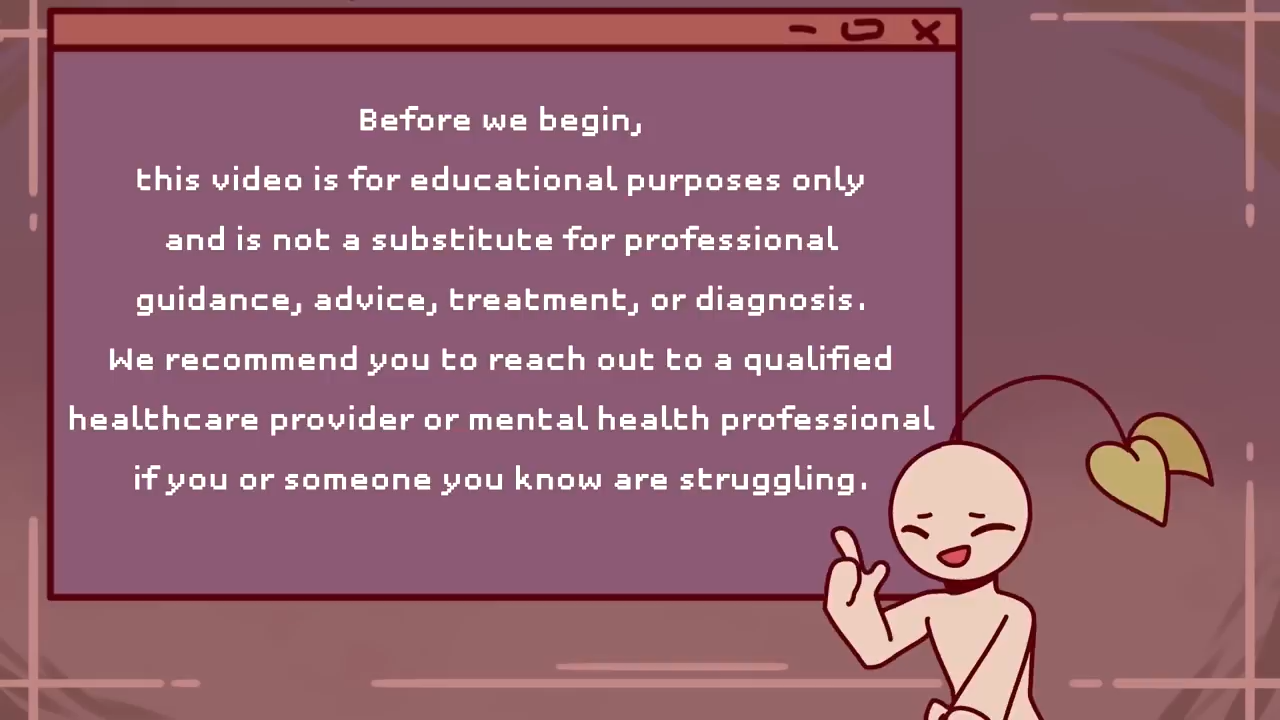 Before we begin,
this video is for educational purposes only
and is not a substitute for professional
guidance, advice, treatment, or diagnosis.
We recommend you to reach out to a qualified
healthcare provider or mental health professional
if you or someone you know are struggling.